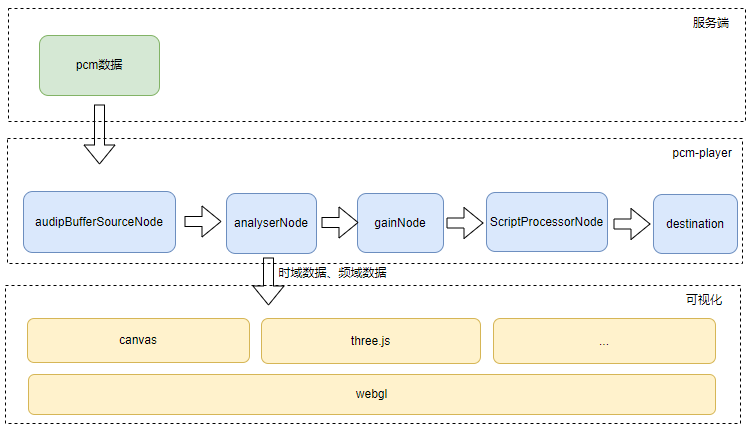 服务端
pcm数据
pcm-player
audipBufferSourceNode
analyserNode
gainNode
ScriptProcessorNode
destination
时域数据、频域数据
可视化
canvas
three.js
...
webgl